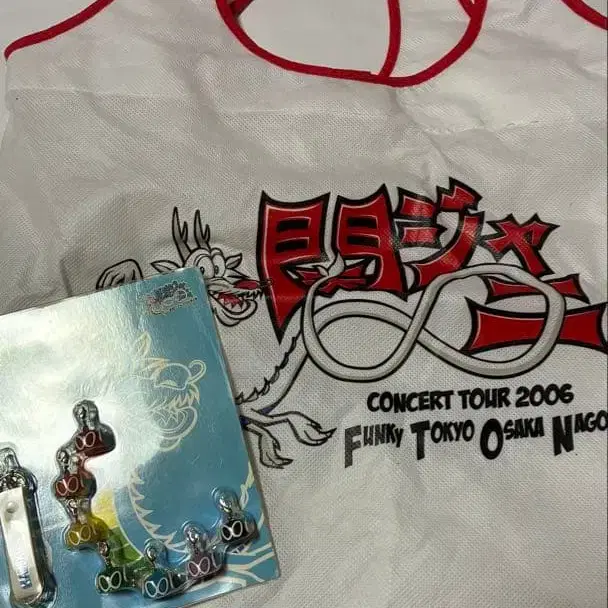 関ジャニ∞
CONCERT TOUR 2006
FUNKY TOKYO OSAKA NAGO